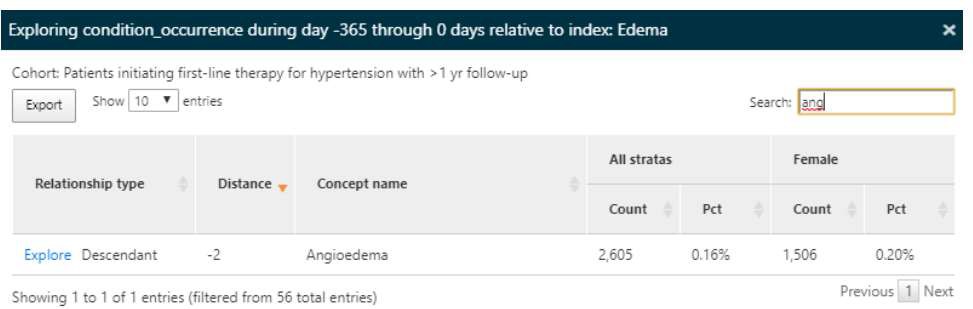 Exploring condition_occurrence during day -365 through 0 days relative to index: Edema ×
Cohort: Patients initiating first-line therapy for hypertension with >1 yr follow-up
Export Show 10 entries Search: ang
All stratas Female
Relationship type Distance Concept name
Count Pct Count Pct
Explore Descendant -2 Angioedema 2,605 0.16% 1,506 0.20%
Showing 1 to 1 of 1 entries (filtered from 56 total entries) Previous 1 Next